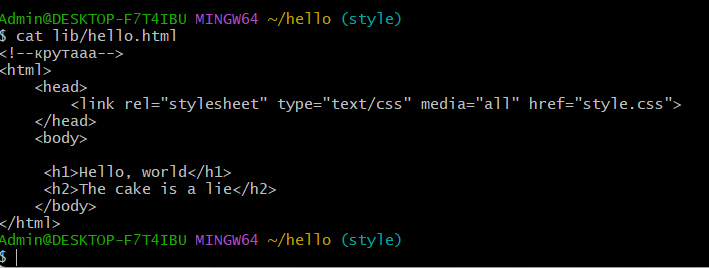 Admin@DESKTOP-F7T4IBU MINGW64 ~/hello (style)
$ cat lib/hello.html
<!--крутааа-->
<html>
    <head>
        <link rel="stylesheet" type="text/css" media="all" href="style.css">
    </head>
    <body>

     <h1>Hello, world</h1>
     <h2>The cake is a lie</h2>
    </body>
</html>
Admin@DESKTOP-F7T4IBU MINGW64 ~/hello (style)
$